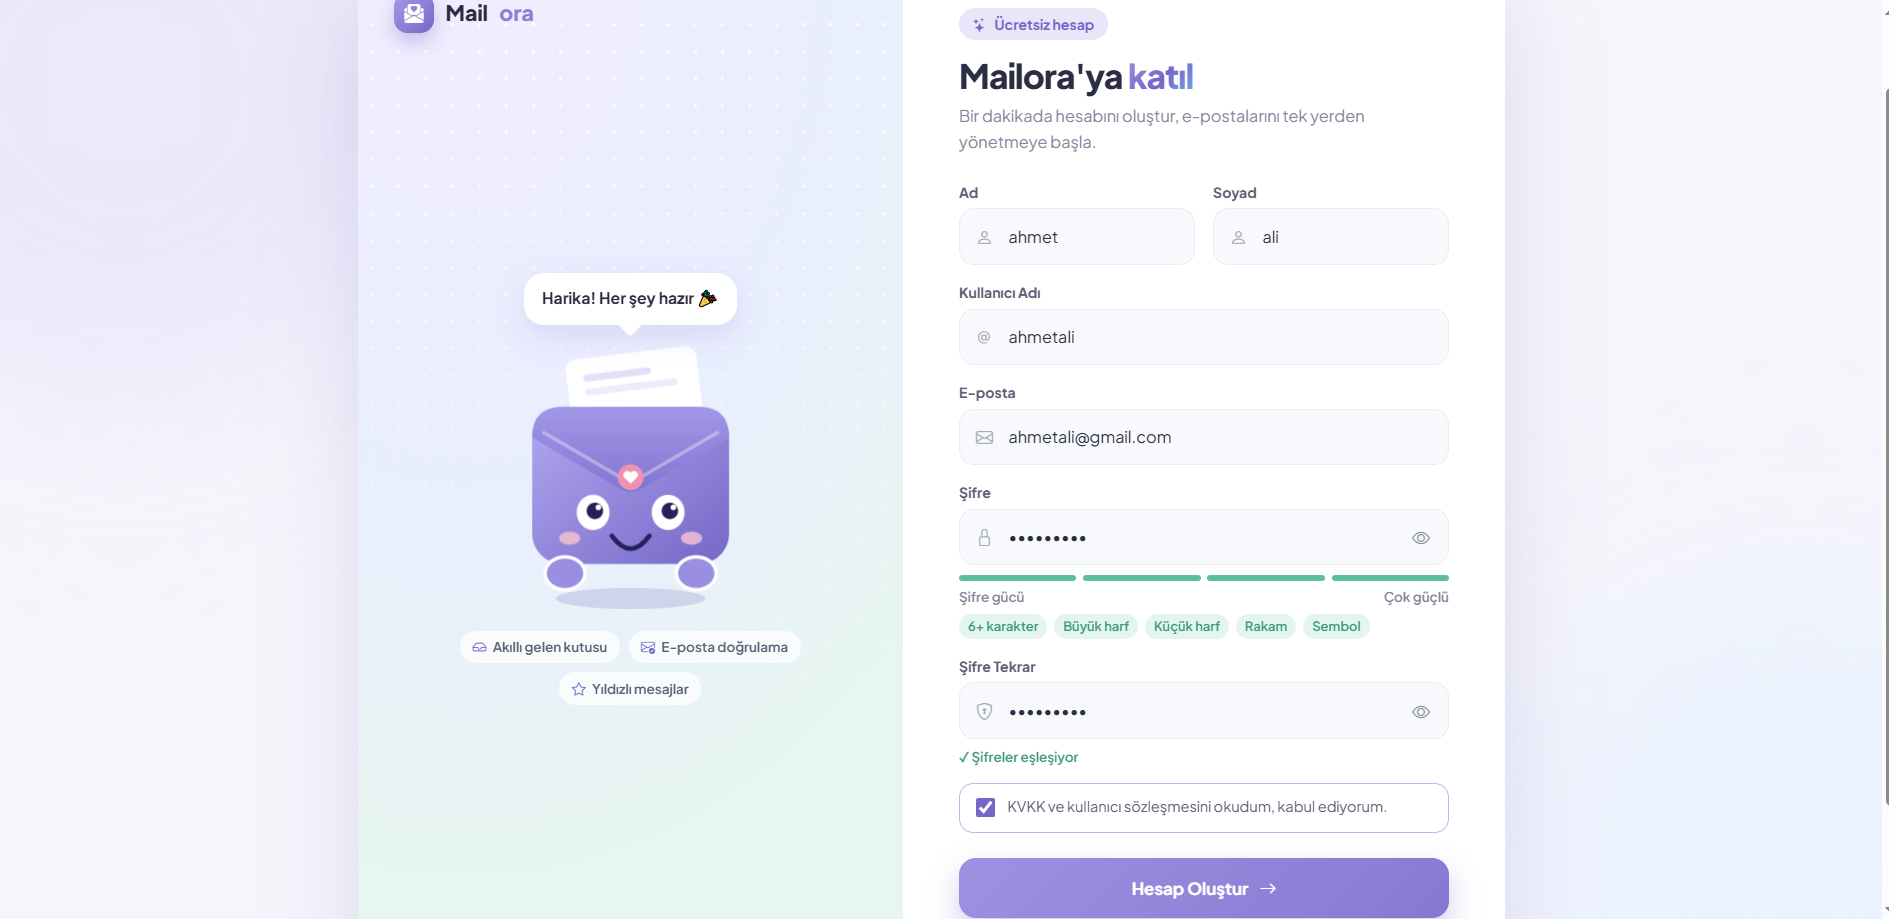 Mail ora
Harika! Her şey hazır
Akıllı gelen kutusu
E-posta doğrulama
Yıldızlı mesajlar
Ücretsiz hesap
Mailora'ya katıl
Bir dakikada hesabını oluştur, e-postalarını tek yerden
yönetmeye başla.
Ad
Soyad
ahmet
ali
Kullanıcı Adı
@ ahmetali
E-posta
ahmetali@gmail.com
Şifre
•••••••••
Şifre gücü
Çok güçlü
6+ karakter
Büyük harf
Küçük harf
Rakam
Sembol
Şifre Tekrar
•••••••••
✓ Şifreler eşleşiyor
KVKK ve kullanıcı sözleşmesini okudum, kabul ediyorum.
Hesap Oluştur →